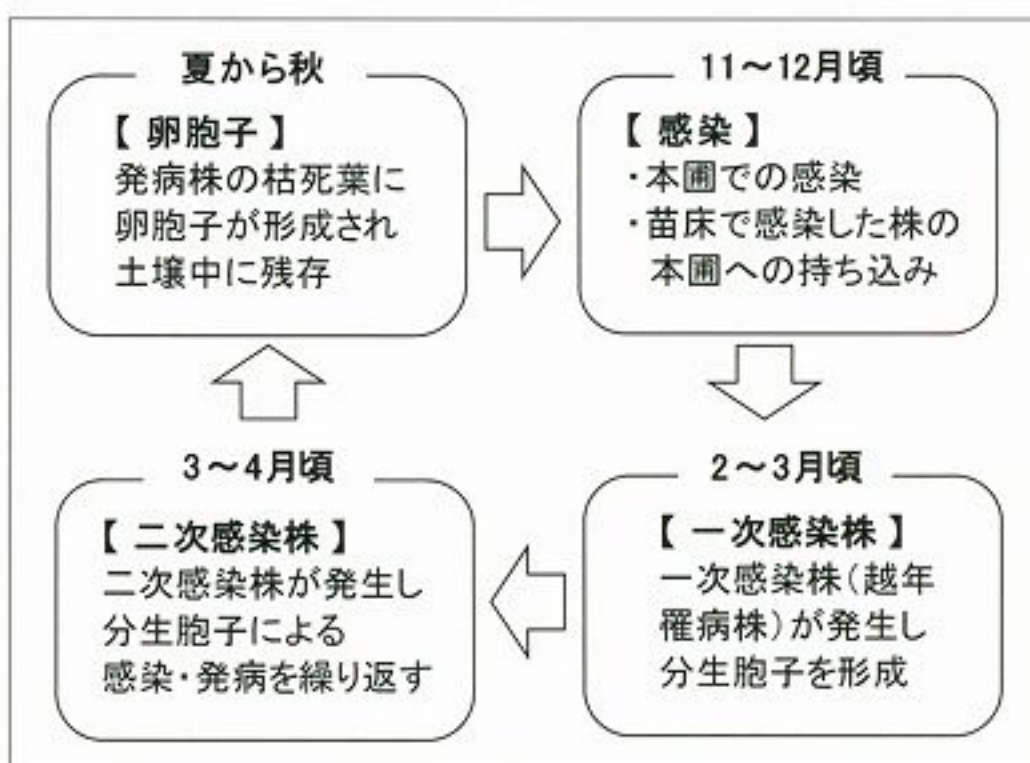 夏から秋
【 卵胞子 】
発病株の枯死葉に
卵胞子が形成され
土壌中に残存
11～12月頃
【 感染 】
・本圃での感染
・苗床で感染した株の
本圃への持ち込み
2～3月頃
【 一次感染株 】
一次感染株（越年
罹病株）が発生し
分生胞子を形成
3～4月頃
【 二次感染株 】
二次感染株が発生し
分生胞子による
感染・発病を繰り返す